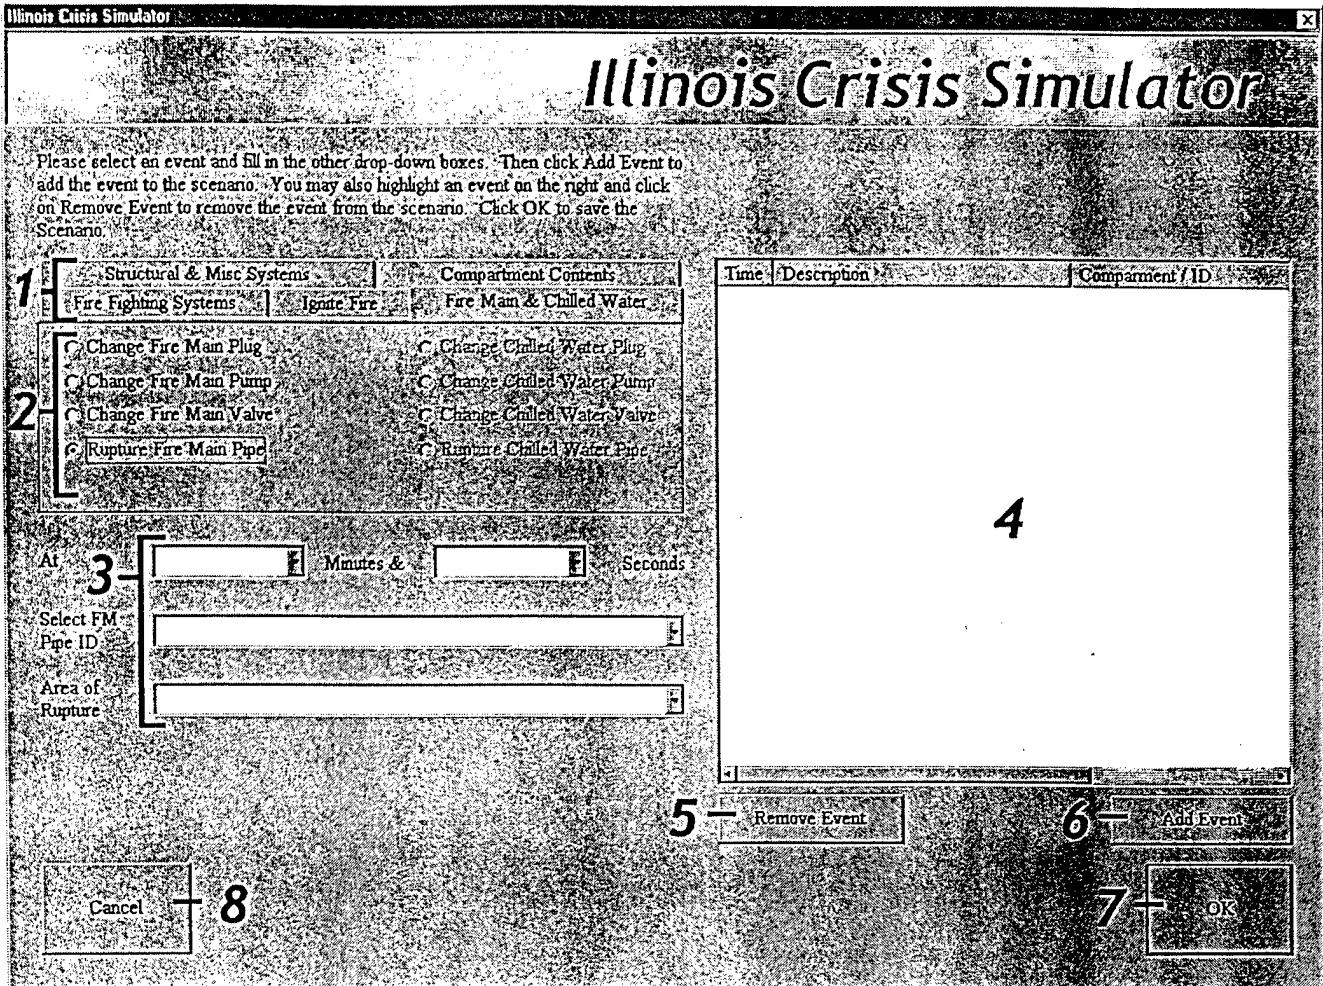 Illinois Crisis Simulator
Illinois Crisis Simulator
Please select an event and fill in the other drop-down boxes. Then click Add Event to
add the event to the scenario. You may also highlight an event on the right and click
on Remove Event to remove the event from the scenario. Click OK to save the
Scenario.
1
Structural & Misc Systems
Compartment Contents
Fire Fighting Systems
Ignite Fire
Fire Main & Chilled Water
2
Change Fire Main Plug
Change Chilled Water Plug
Change Fire Main Pump
Change Chilled Water Pump
Change Fire Main Valve
Change Chilled Water Valve
Rupture Fire Main Pipe
Rupture Chilled Water Pipe
3
At
Minutes &
Seconds
Select FM
Pipe ID
Area of
Rupture
Time
Description
Comparment / ID
4
5
Remove Event
6
Add Event
Cancel
8
7
OK